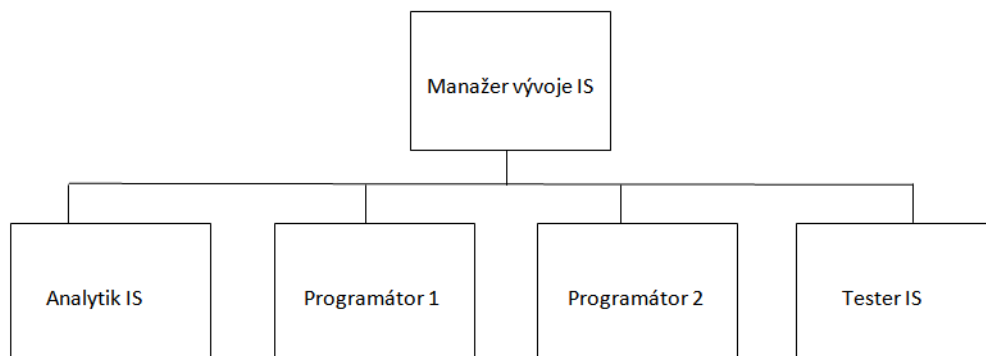 Manažer vývoje IS
Analytik IS
Programátor 1
Programátor 2
Tester IS